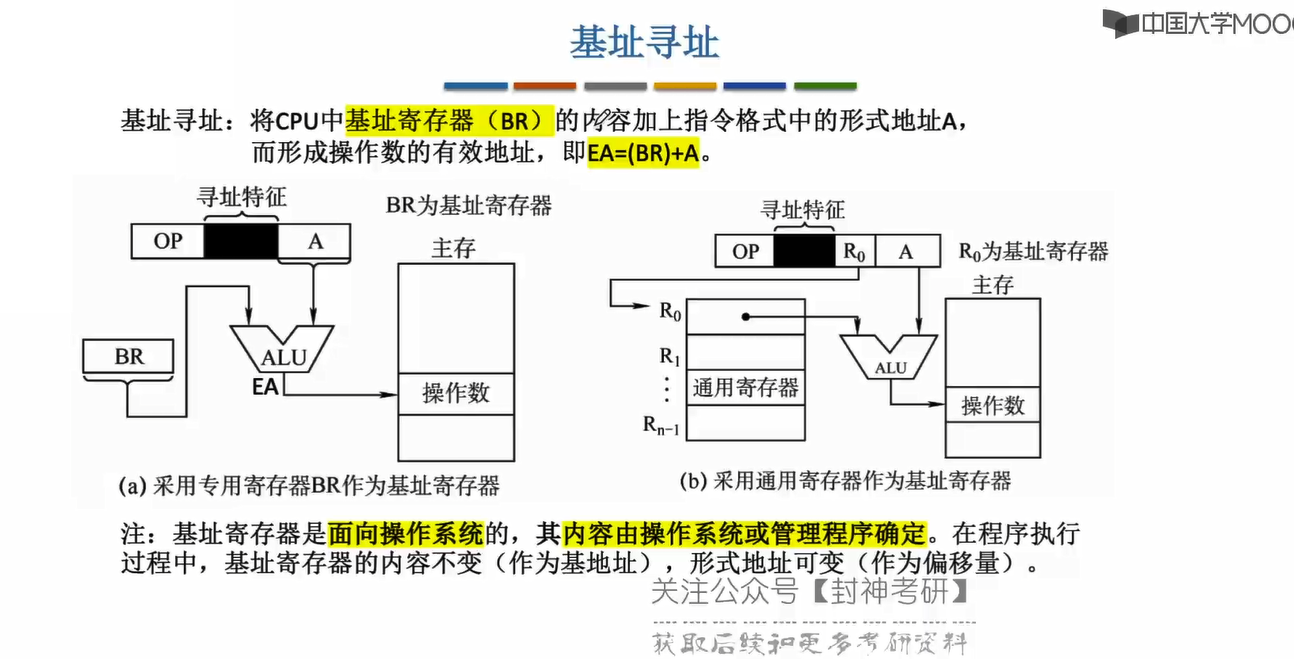 中国大学MOO
基址寻址
基址寻址：将CPU中基址寄存器（BR）的内容加上指令格式中的形式地址A，
而形成操作数的有效地址，即EA=(BR)+A。
寻址特征
BR为基址寄存器
OP
A
主存
BR
ALU
EA
操作数
(a) 采用专用寄存器BR作为基址寄存器
寻址特征
OP
R₀
A
R₀为基址寄存器
主存
R₀
R₁
⋮
通用寄存器
Rₙ₋₁
ALU
操作数
(b) 采用通用寄存器作为基址寄存器
注：基址寄存器是面向操作系统的，其内容由操作系统或管理程序确定。在程序执行
过程中，基址寄存器的内容不变（作为基地址），形式地址可变（作为偏移量）。
关注公众号【封神考研】
获取后续和更多考研资料